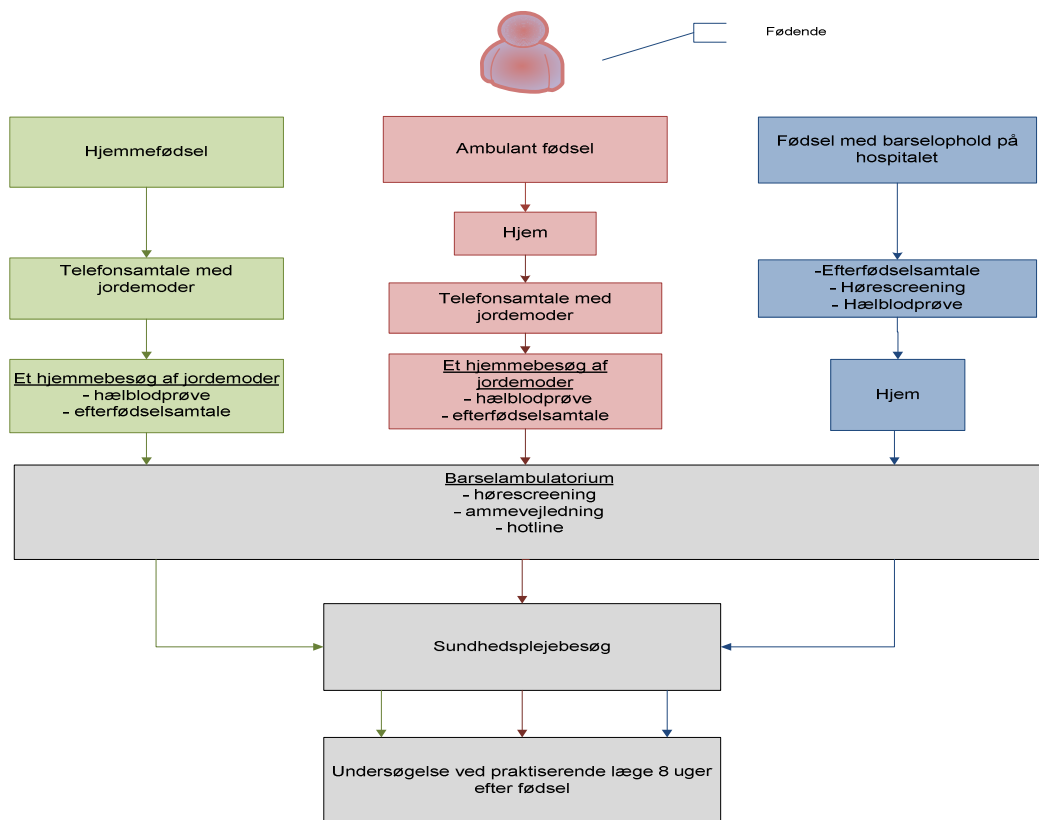 Fødende
Hjemmefødsel
Telefonsamtale med
jordemoder
Et hjemmebesøg af jordemoder
- hælblodprøve
- efterfødselsamtale
Ambulant fødsel
Hjem
Telefonsamtale med
jordemoder
Et hjemmebesøg af
jordemoder
- hælblodprøve
- efterfødselsamtale
Fødsel med barselophold på
hospitalet
-Efterfødselsamtale
- Hørescreening
- Hælblodprøve
Hjem
Barselambulatorium
- hørescreening
- ammevejledning
- hotline
Sundhedsplejebesøg
Undersøgelse ved praktiserende læge 8 uger
efter fødsel